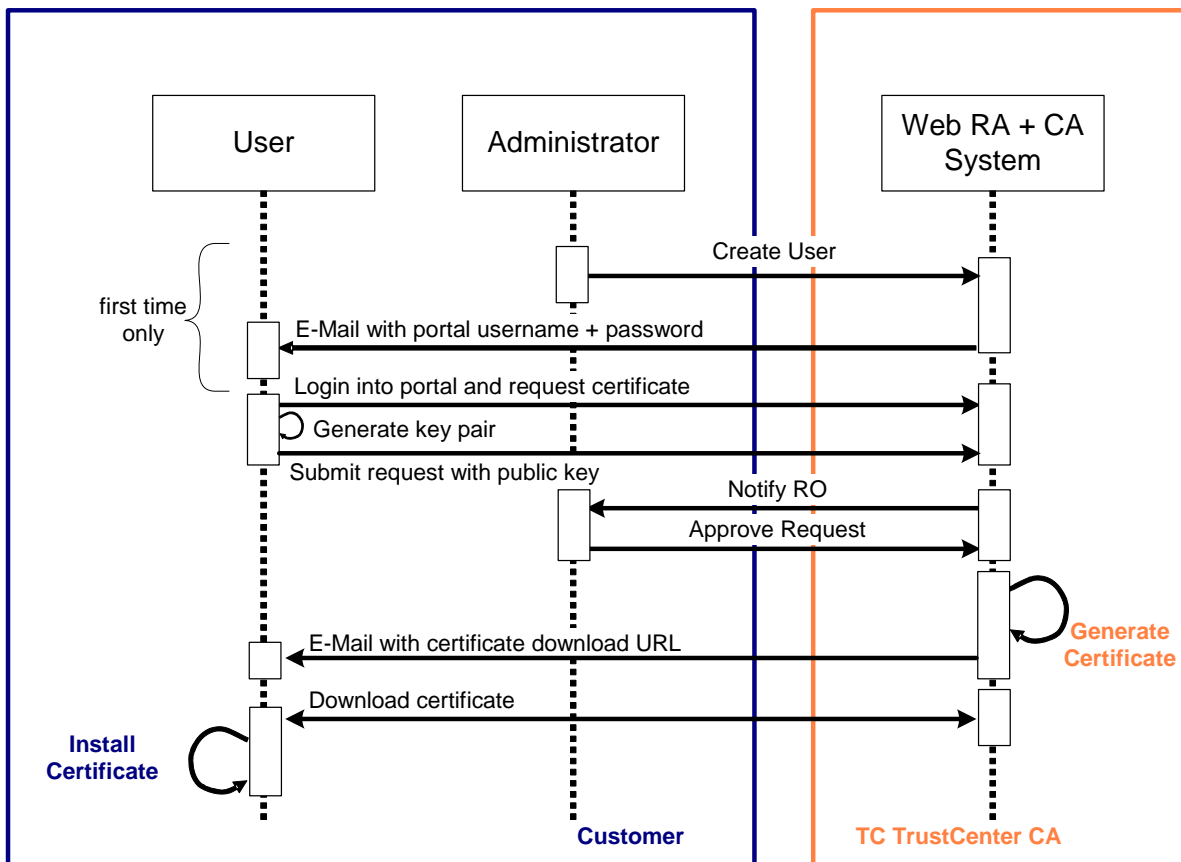 User
Administrator
Web RA + CA
System
Create User
first time
only
E-Mail with portal username + password
Login into portal and request certificate
Generate key pair
Submit request with public key
Notify RO
Approve Request
Generate
Certificate
E-Mail with certificate download URL
Download certificate
Install
Certificate
Customer
TC TrustCenter CA